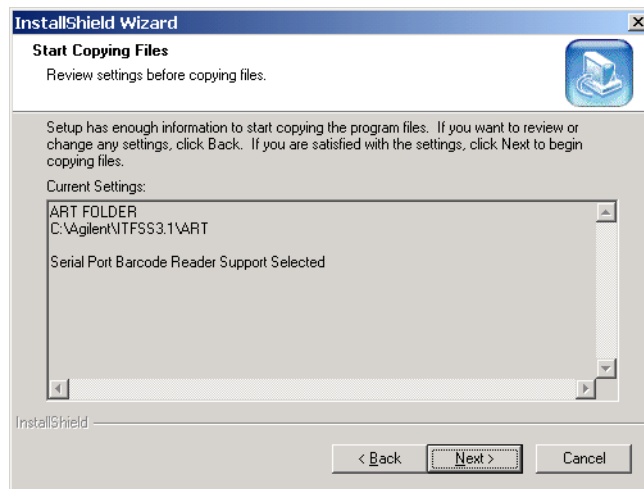 InstallShield Wizard
Start Copying Files
Review settings before copying files.
Setup has enough information to start copying the program files. If you want to review or
change any settings, click Back. If you are satisfied with the settings, click Next to begin
copying files.
Current Settings:
ART FOLDER
C:\Agilent\ITFSS3.1\ART
Serial Port Barcode Reader Support Selected
InstallShield
< Back
Next >
Cancel